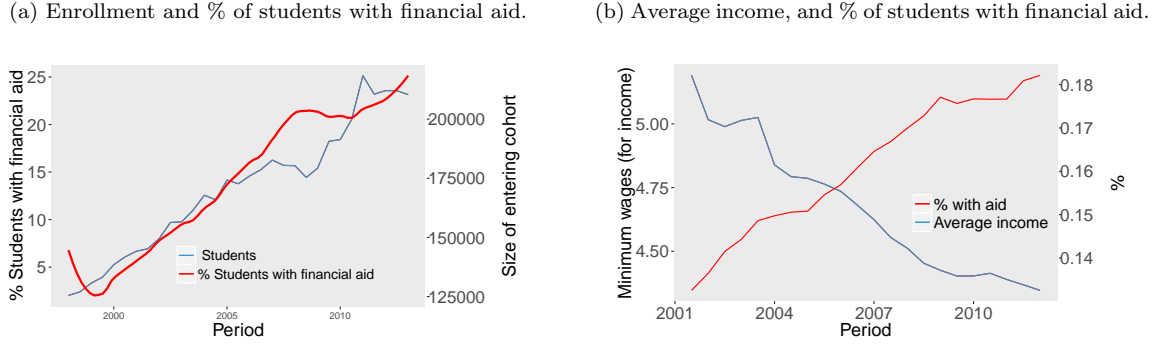 (a) Enrollment and % of students with financial aid.
% Students with financial aid
25
20
15
10
5
200000
175000
150000
125000
Size of entering cohort
Students
% Students with financial aid
2000
2005
2010
Period
(b) Average income, and % of students with financial aid.
Minimum wages (for income)
5.00
4.75
4.50
0.18
0.17
0.16
0.15
0.14
%
% with aid
Average income
2001
2004
2007
2010
Period